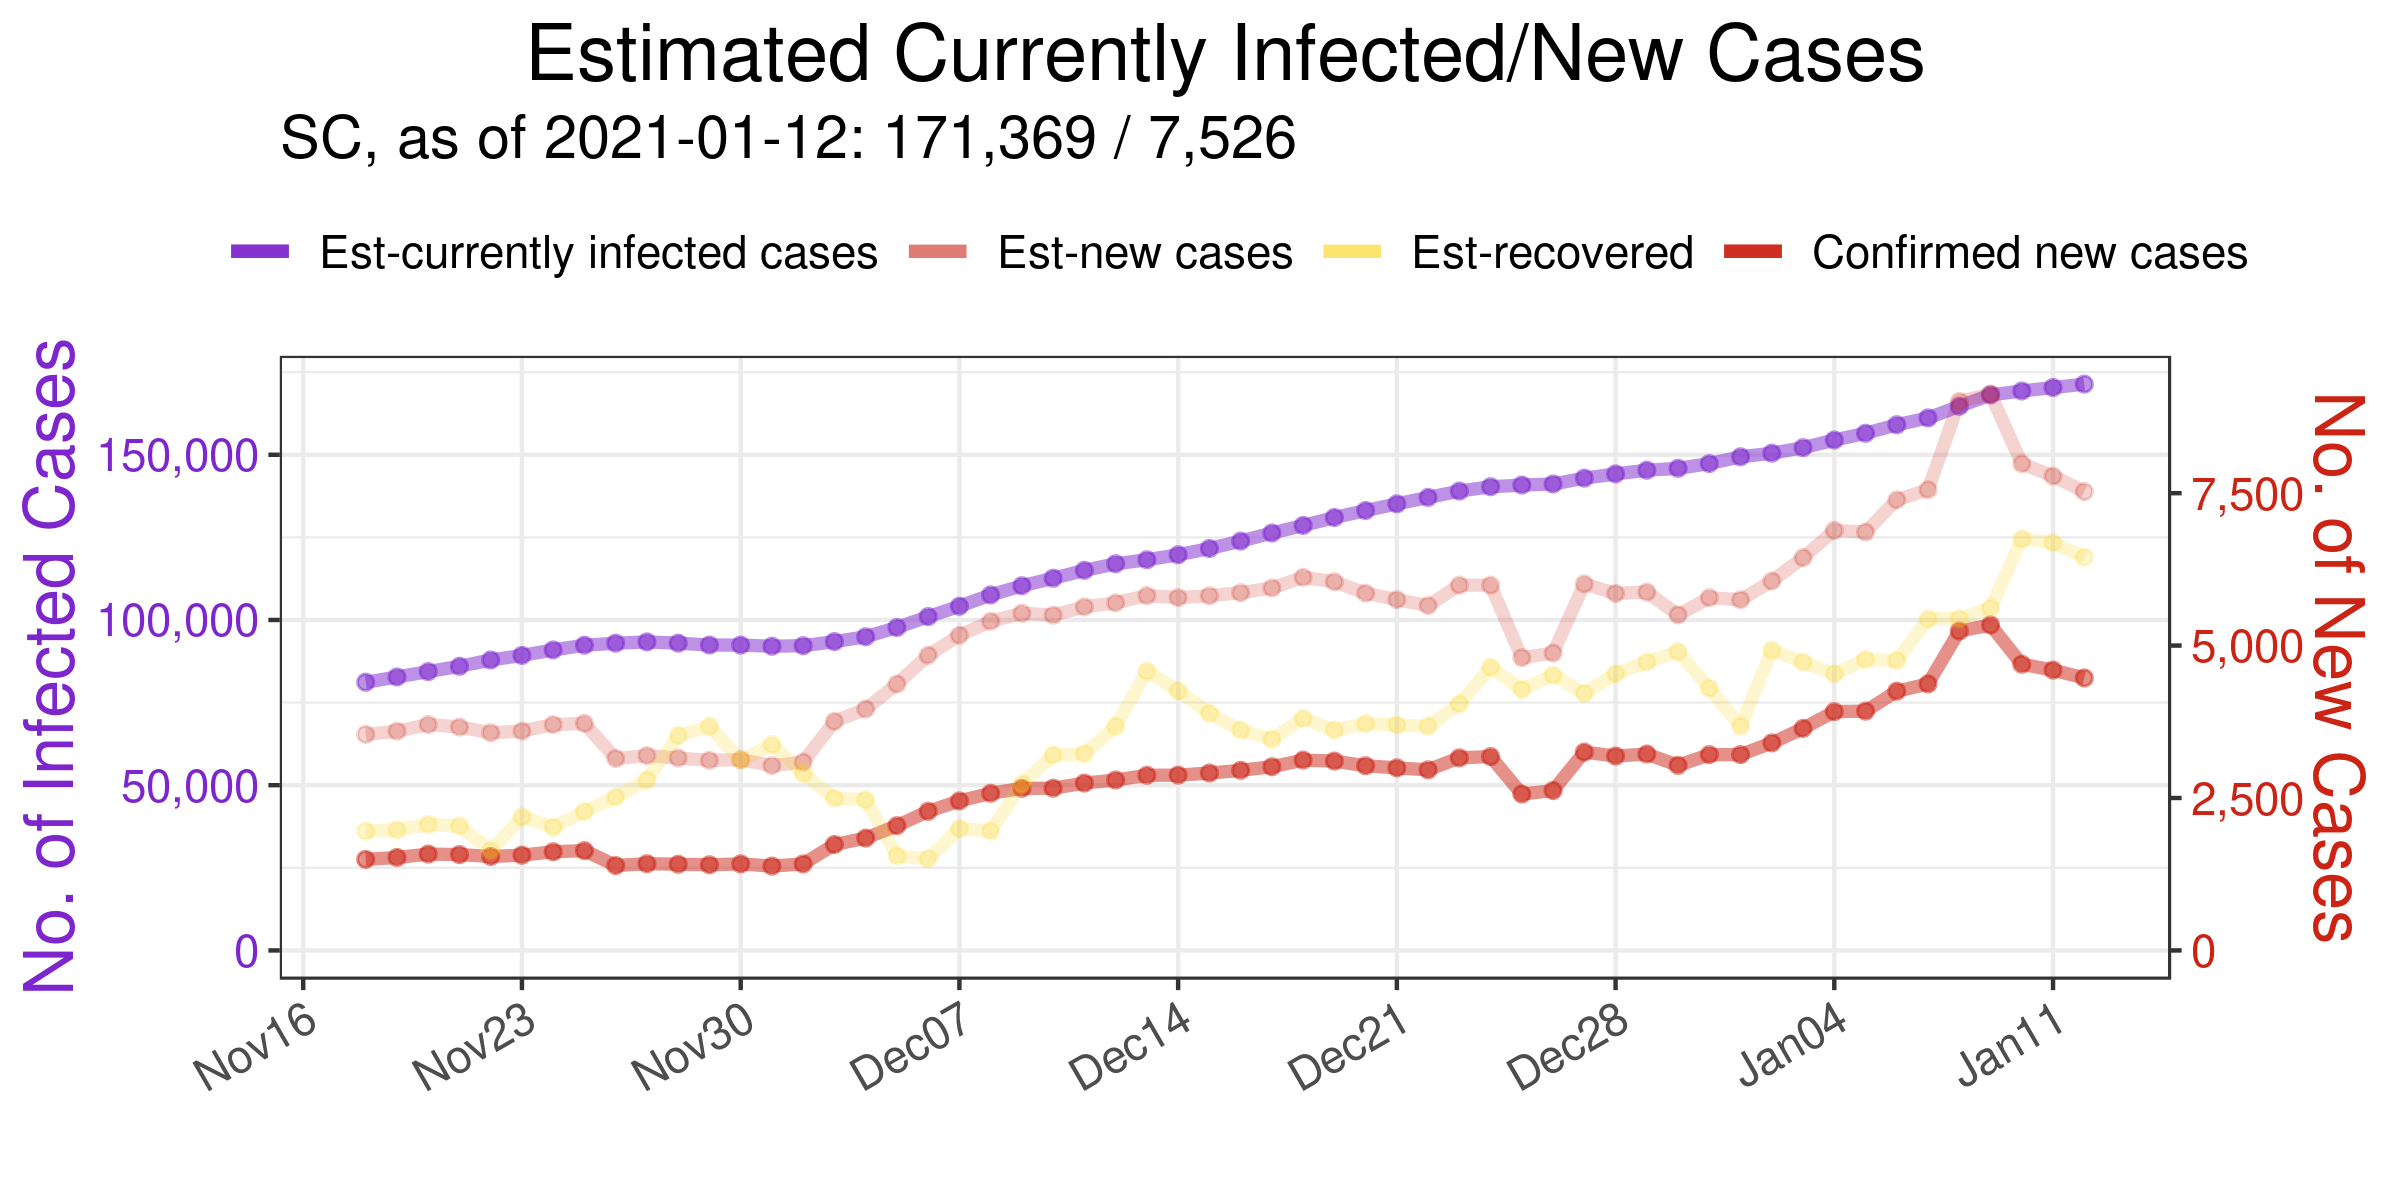 Estimated Currently Infected/New Cases
SC, as of 2021-01-12: 171,369 / 7,526
Est-currently infected cases Est-new cases Est-recovered Confirmed new cases
No. of Infected Cases
150,000
100,000
50,000
0
7,500
5,000
2,500
0
No. of New Cases
Nov16 Nov23 Nov30 Dec07 Dec14 Dec21 Dec28 Jan04 Jan11